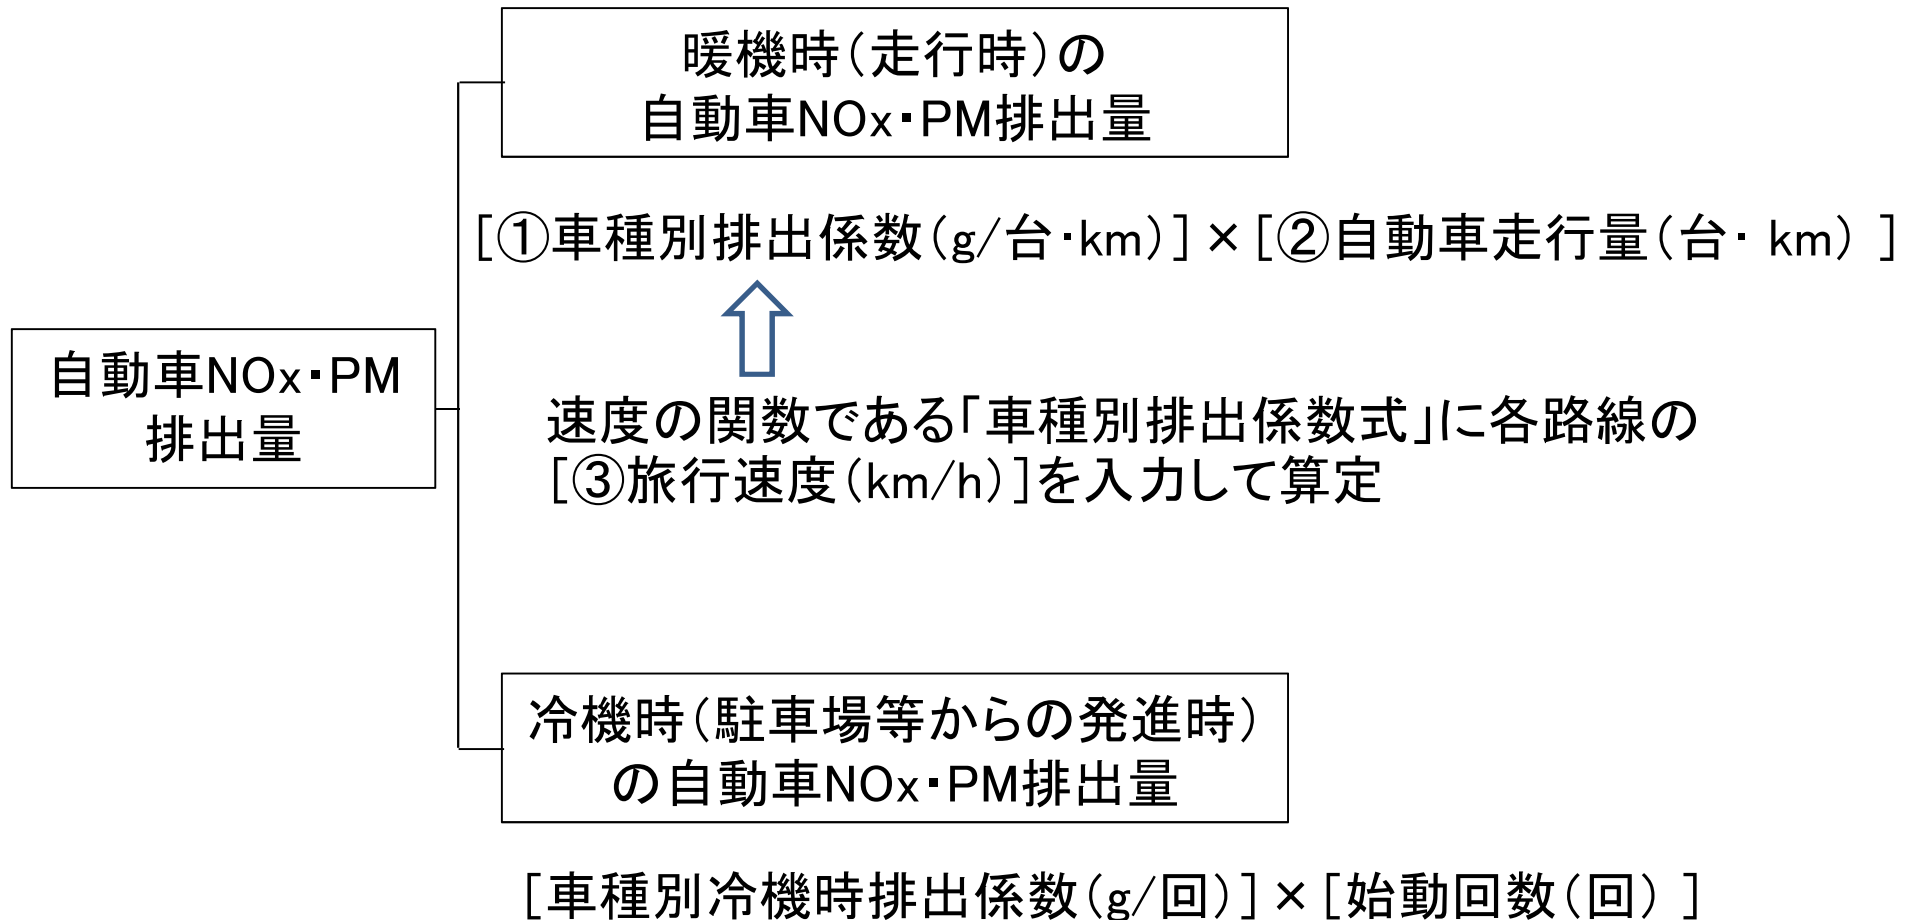 暖機時(走行時)の
自動車NOx・PM排出量
[①車種別排出係数(g/台・km)]×[②自動車走行量(台・ km) ]
自動車NOx・PM
排出量
速度の関数である「車種別排出係数式」に各路線の
[③旅行速度(km/h)]を入力して算定
冷機時(駐車場等からの発進時)
の自動車NOx・PM排出量
[車種別冷機時排出係数(g/回)]×[始動回数(回) ]